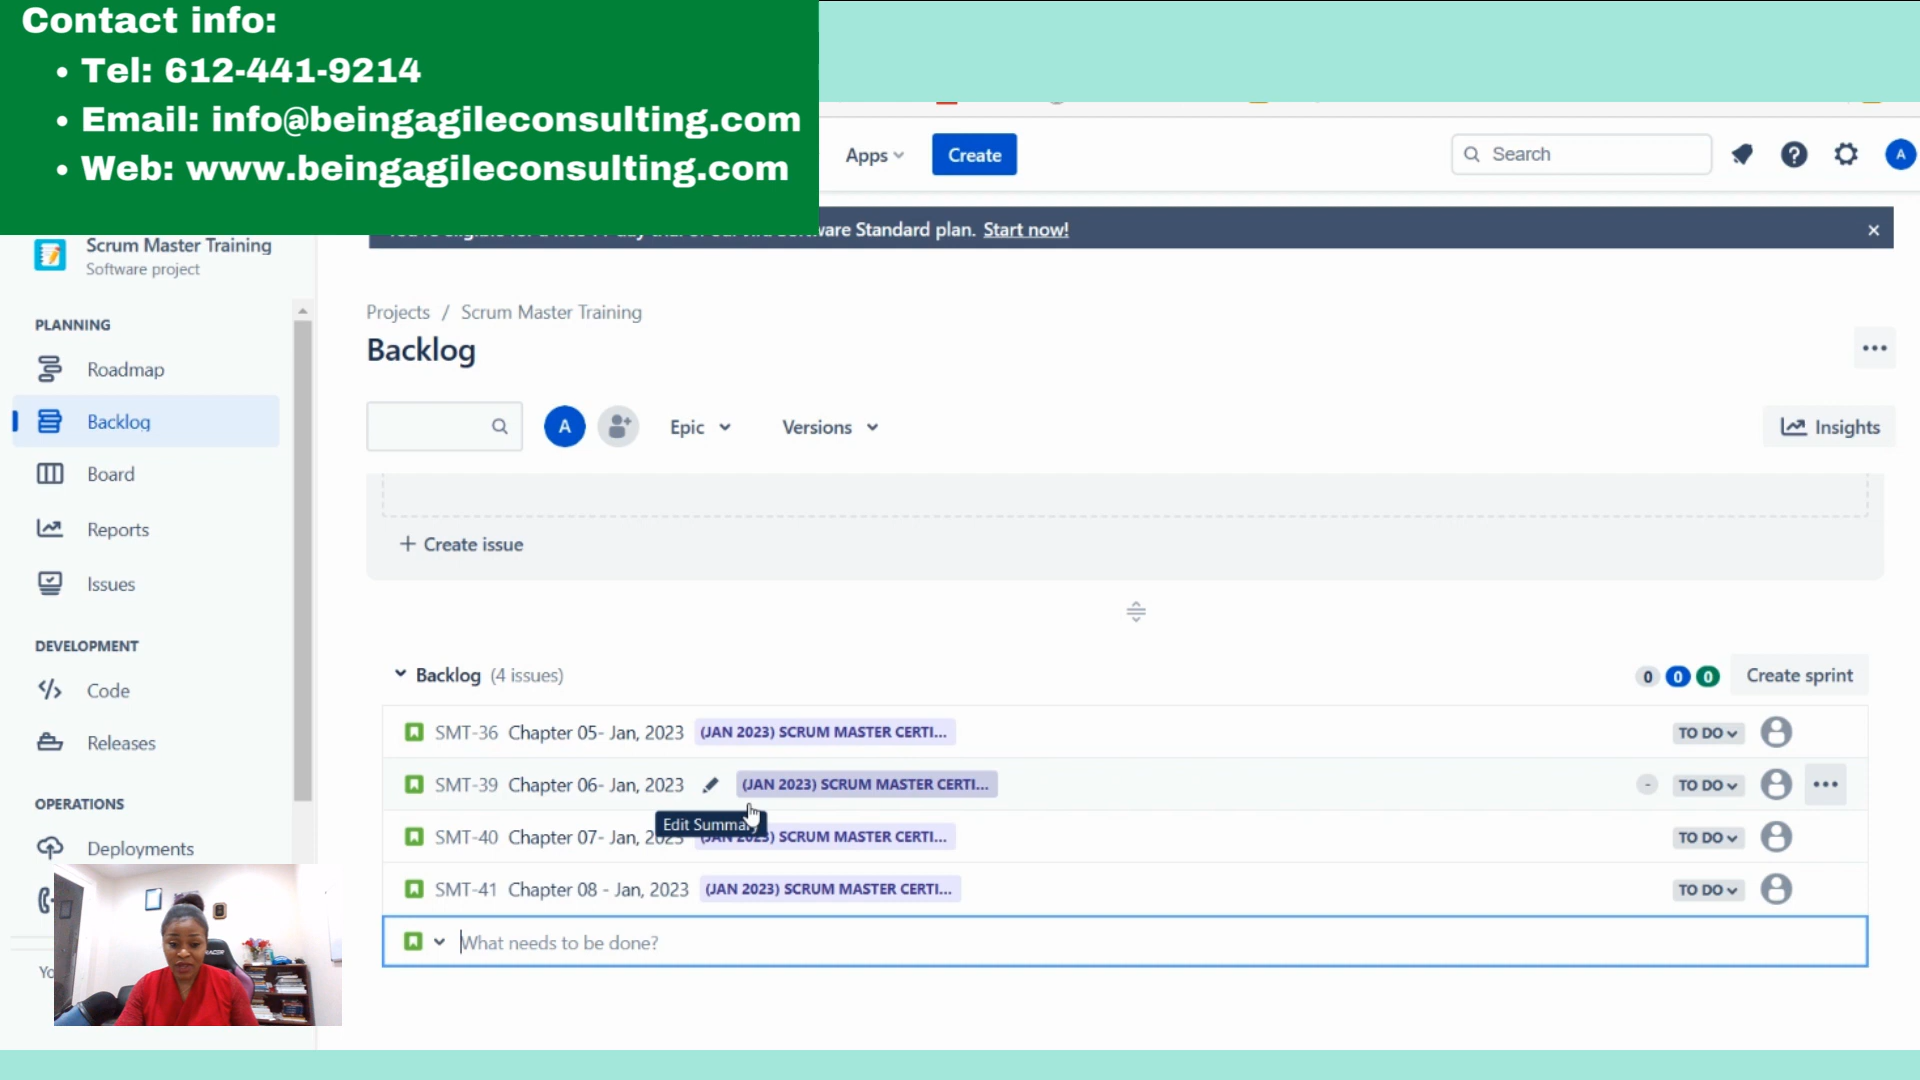 Contact info:
• Tel: 612-441-9214
• Email: info@beingagileconsulting.com
• Web: www.beingagileconsulting.com
Apps
Create
Search
A
Standard plan. Start now!
Scrum Master Training
Software project
PLANNING
Roadmap
Backlog
Board
Reports
Issues
DEVELOPMENT
Code
Releases
OPERATIONS
Deployments
Projects / Scrum Master Training
Backlog
A
Epic
Versions
Insights
+ Create issue
Backlog (4 issues)
0 0 0
Create sprint
SMT-36 Chapter 05- Jan, 2023 (JAN 2023) SCRUM MASTER CERTI... TO DO
SMT-39 Chapter 06- Jan, 2023 (JAN 2023) SCRUM MASTER CERTI... - TO DO
Edit Summary
SMT-40 Chapter 07- Jan, 2023 (JAN 2023) SCRUM MASTER CERTI... TO DO
SMT-41 Chapter 08 - Jan, 2023 (JAN 2023) SCRUM MASTER CERTI... TO DO
What needs to be done?